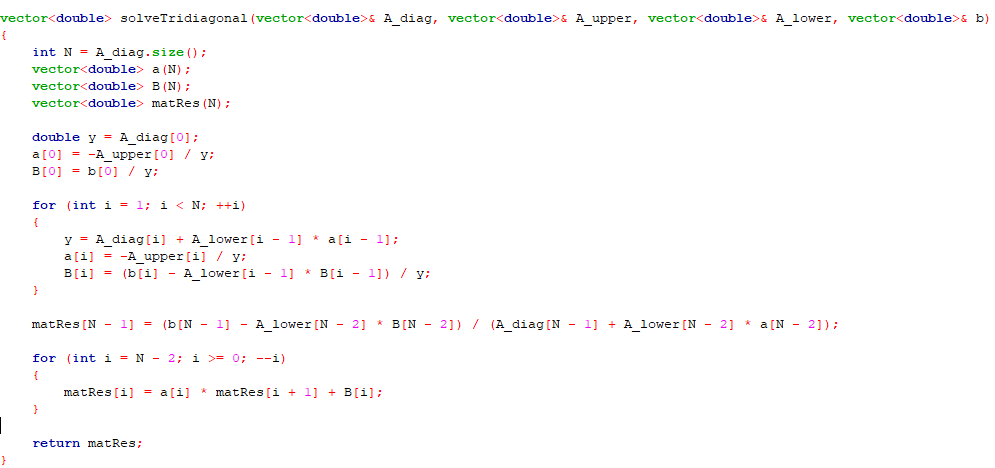 vector<double> solveTridiagonal(vector<double>& A_diag, vector<double>& A_upper, vector<double>& A_lower, vector<double>& b)
{
    int N = A_diag.size();
    vector<double> a(N);
    vector<double> B(N);
    vector<double> matRes(N);

    double y = A_diag[0];
    a[0] = -A_upper[0] / y;
    B[0] = b[0] / y;

    for (int i = 1; i < N; ++i)
    {
        y = A_diag[i] + A_lower[i - 1] * a[i - 1];
        a[i] = -A_upper[i] / y;
        B[i] = (b[i] - A_lower[i - 1] * B[i - 1]) / y;
    }

    matRes[N - 1] = (b[N - 1] - A_lower[N - 2] * B[N - 2]) / (A_diag[N - 1] + A_lower[N - 2] * a[N - 2]);

    for (int i = N - 2; i >= 0; --i)
    {
        matRes[i] = a[i] * matRes[i + 1] + B[i];
    }

    return matRes;
}